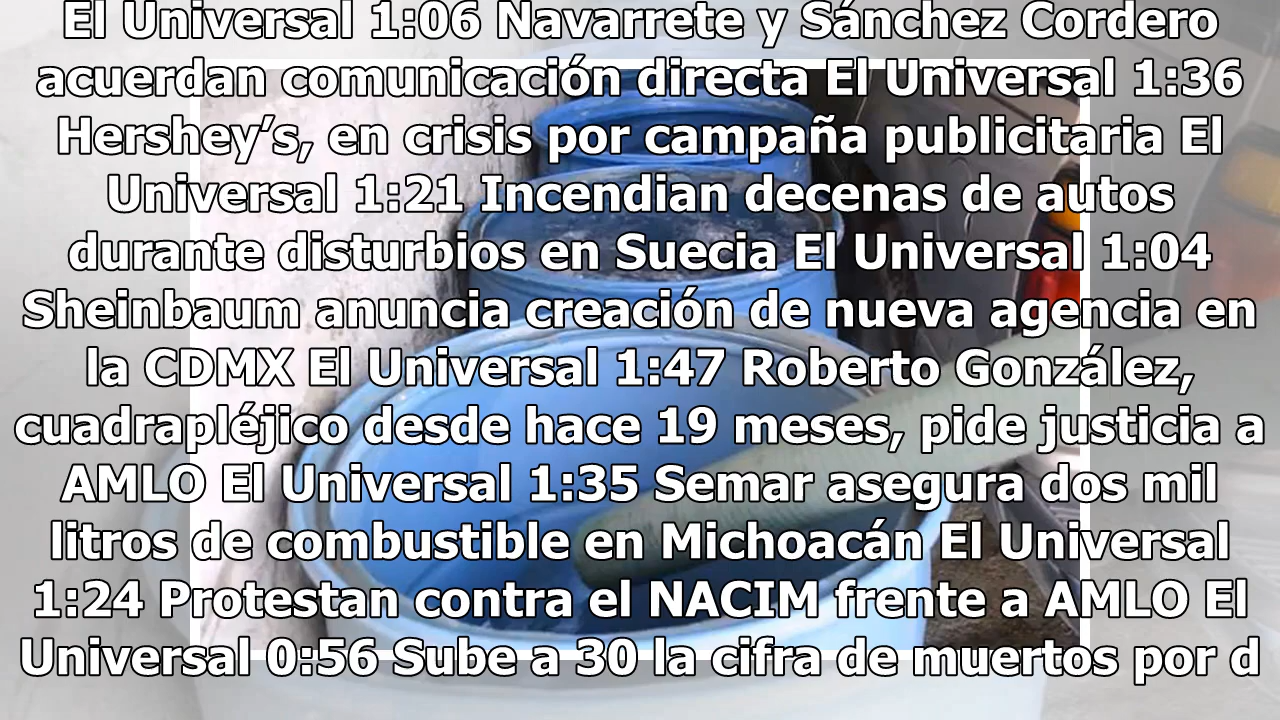 El Universal 1:06 Navarrete y Sánchez Cordero
acuerdan comunicación directa El Universal 1:36
Hershey’s, en crisis por campaña publicitaria El
Universal 1:21 Incendian decenas de autos
durante disturbios en Suecia El Universal 1:04
Sheinbaum anuncia creación de nueva agencia en
la CDMX El Universal 1:47 Roberto González,
cuadrapléjico desde hace 19 meses, pide justicia a
AMLO El Universal 1:35 Semar asegura dos mil
litros de combustible en Michoacán El Universal
1:24 Protestan contra el NACIM frente a AMLO El
Universal 0:56 Sube a 30 la cifra de muertos por d